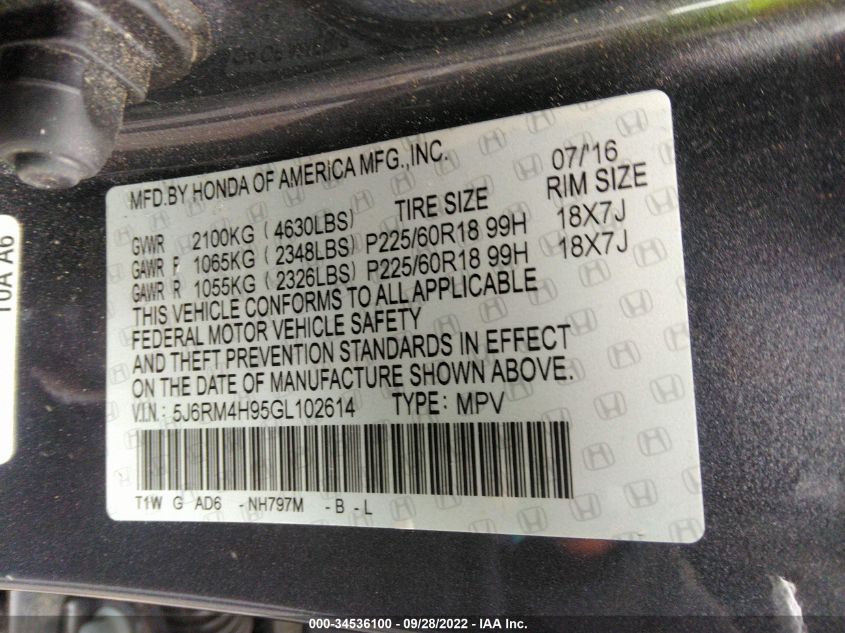 MFD.BY HONDA OF AMERICA MFG.,INC. 07/'16
TIRE SIZE RIM SIZE
GVWR 2100KG (4630LBS)
GAWR F 1065KG (2348LBS) P225/60R18 99H 18X7J
GAWR R 1055KG (2326LBS) P225/60R18 99H 18X7J
THIS VEHICLE CONFORMS TO ALL APPLICABLE
FEDERAL MOTOR VEHICLE SAFETY
AND THEFT PREVENTION STANDARDS IN EFFECT
ON THE DATE OF MANUFACTURE SHOWN ABOVE.
V.I.N.: 5J6RM4H95GL102614 TYPE: MPV
T1W G AD6 -NH797M -B -L
10A A6
000-34536100 - 09/28/2022 - IAA Inc.